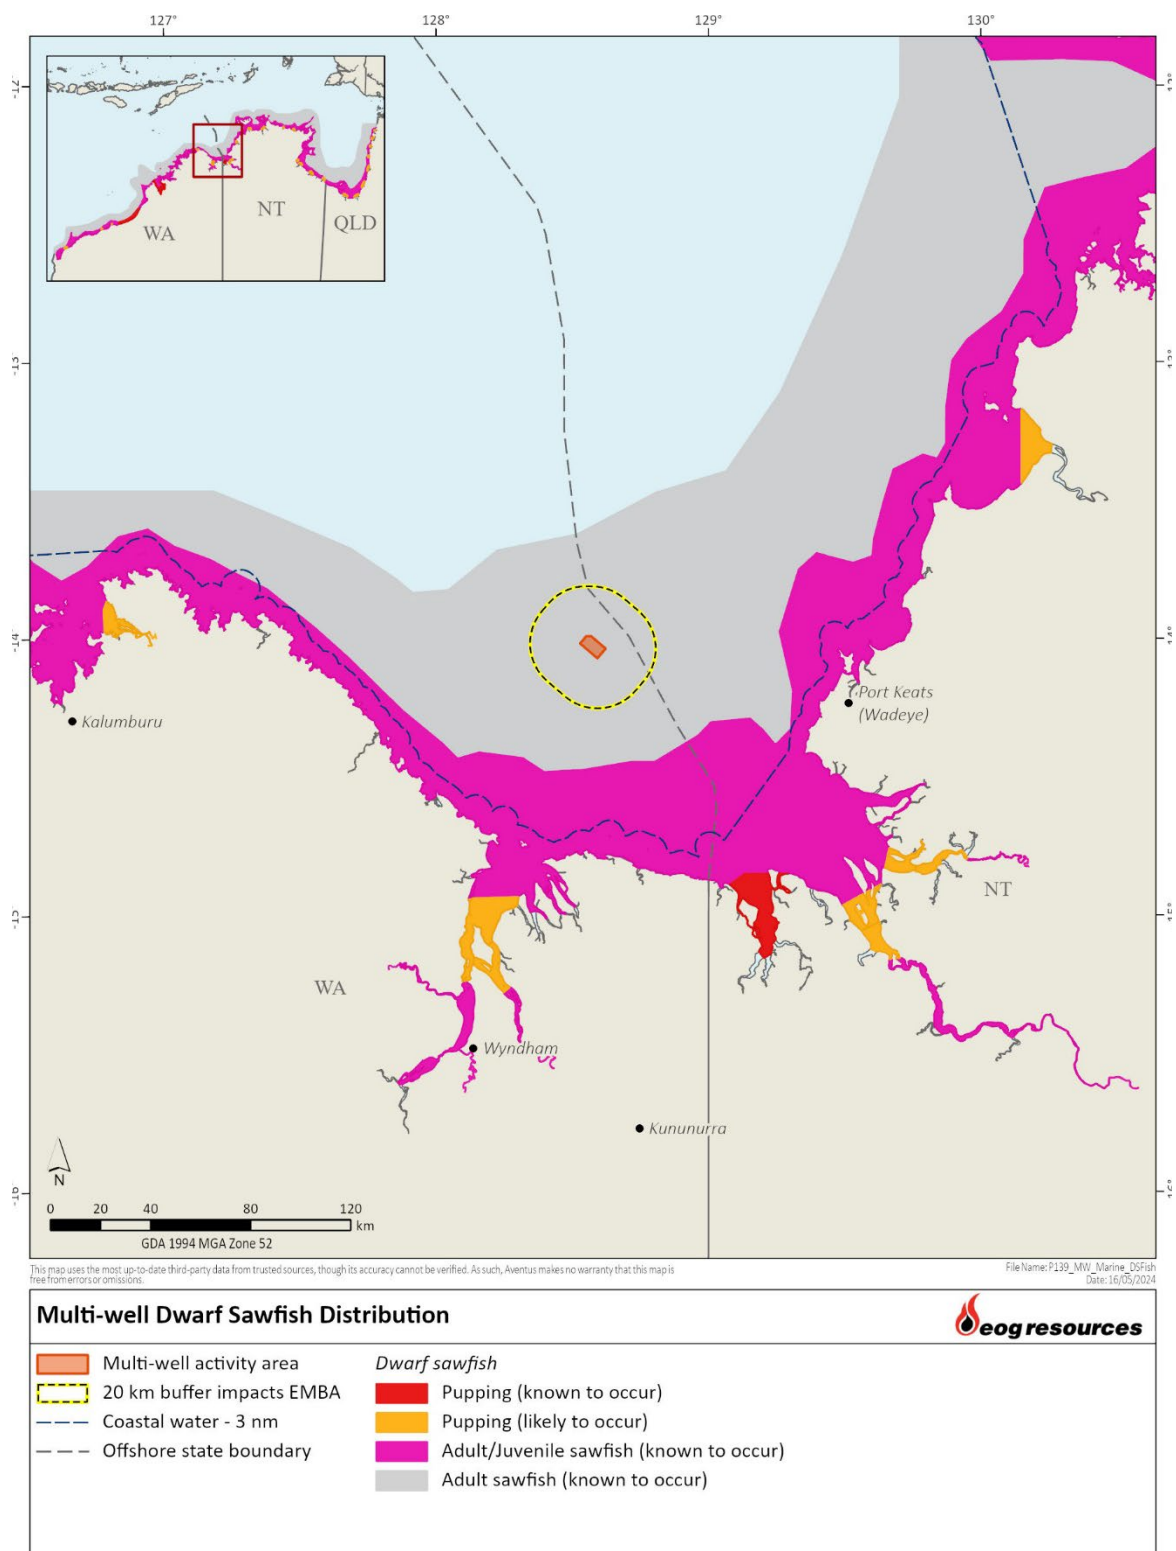 127°
128°
129°
130°
WA
NT
QLD
-14°
Kalumburu
Port Keats
(Wadeye)
14°
15°
NT
WA
Wyndham
Kununurra
N
0
20
40
80
120
km
GDA 1994 MGA Zone 52
This map uses the most up-to-date third-party data from trusted sources, though its accuracy cannot be verified. As such, Aventus makes no warranty that this map is
free from errors or omissions.
File Name: P139_MW_Marine_DSFish
Date: 16/05/2024
Multi-well Dwarf Sawfish Distribution
eog resources
Multi-well activity area
20 km buffer impacts EMBA
Coastal water - 3 nm
Offshore state boundary
Dwarf sawfish
Pupping (known to occur)
Pupping (likely to occur)
Adult/Juvenile sawfish (known to occur)
Adult sawfish (known to occur)